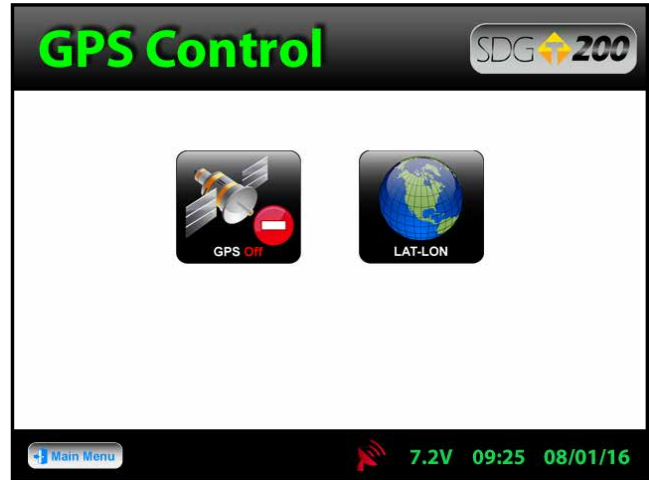 GPS Control
SDG 200
GPS Off
LAT-LON
Main Menu
7.2V 09:25 08/01/16